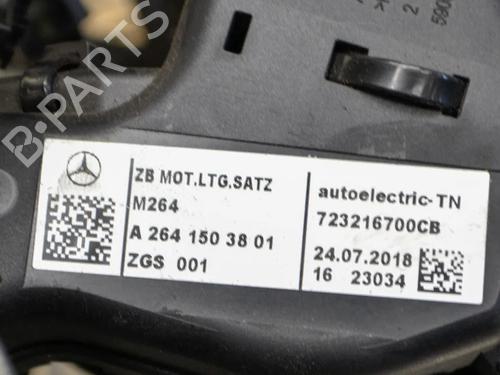 B-PARTS
ZB MOT.LTG.SATZ
M264
A 264 150 38 01
ZGS 001
autoelectric-TN
723216700CB
24.07.2018
16 23034